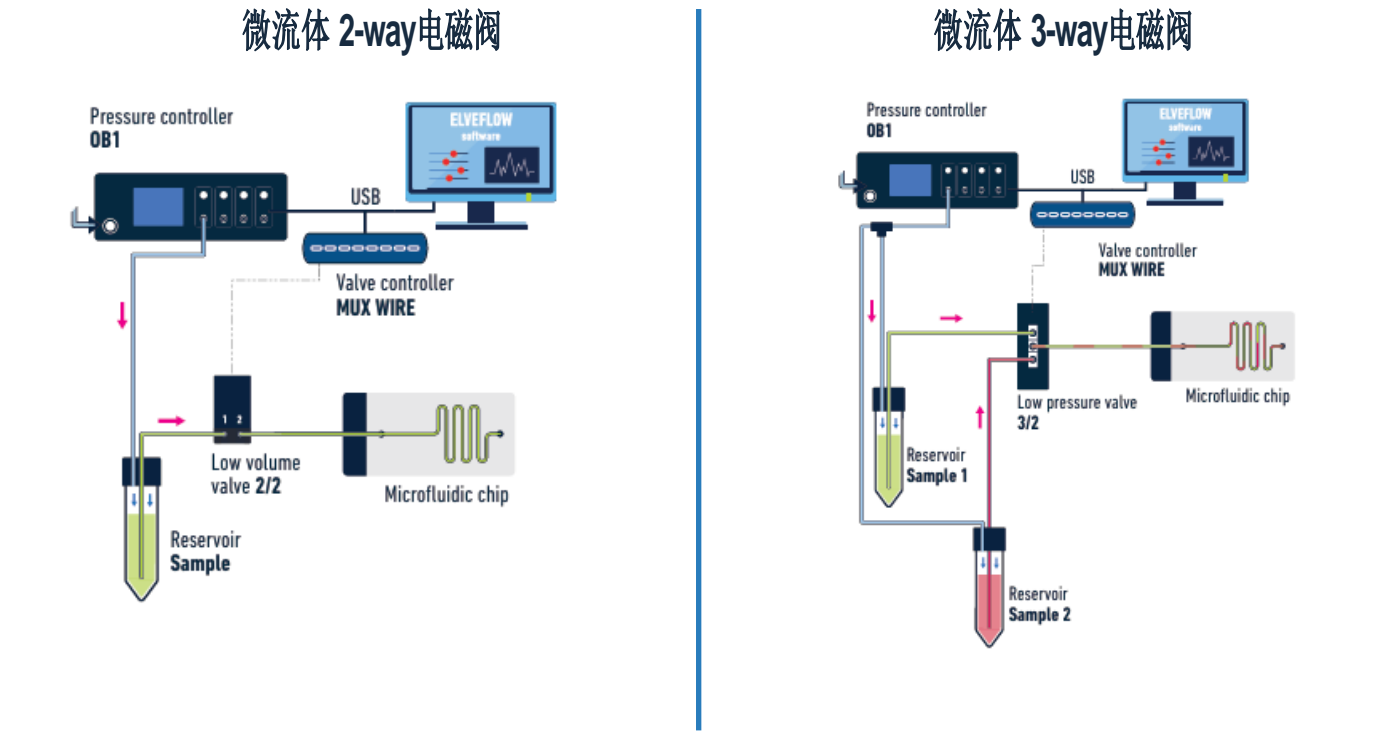 微流体 2-way电磁阀
Pressure controller
OB1
ELVEFLOW
software
USB
Valve controller
MUX WIRE
1 2
Low volume
valve 2/2
Microfluidic chip
Reservoir
Sample
微流体 3-way电磁阀
Pressure controller
OB1
ELVEFLOW
software
USB
Valve controller
MUX WIRE
Low pressure valve
3/2
Microfluidic chip
Reservoir
Sample 1
Reservoir
Sample 2